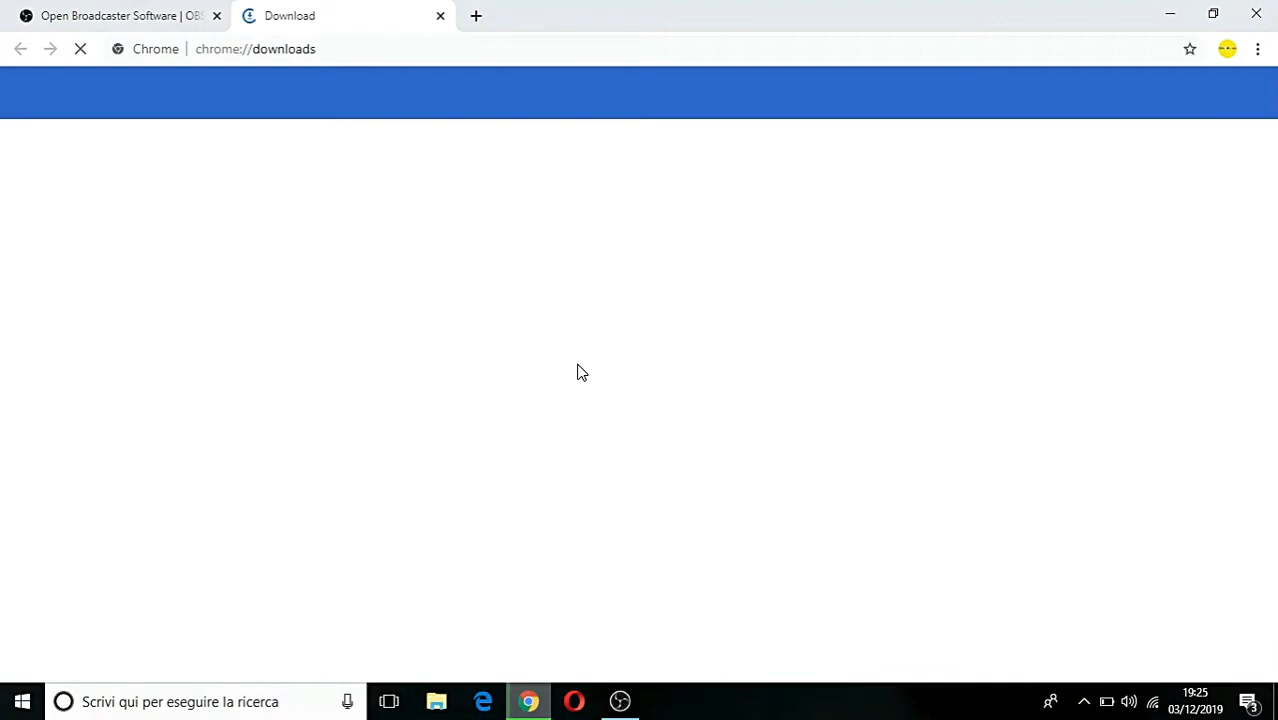 Open Broadcaster Software | OBS
Download
Chrome | chrome://downloads
Scrivi qui per eseguire la ricerca
19:25
03/12/2019
3